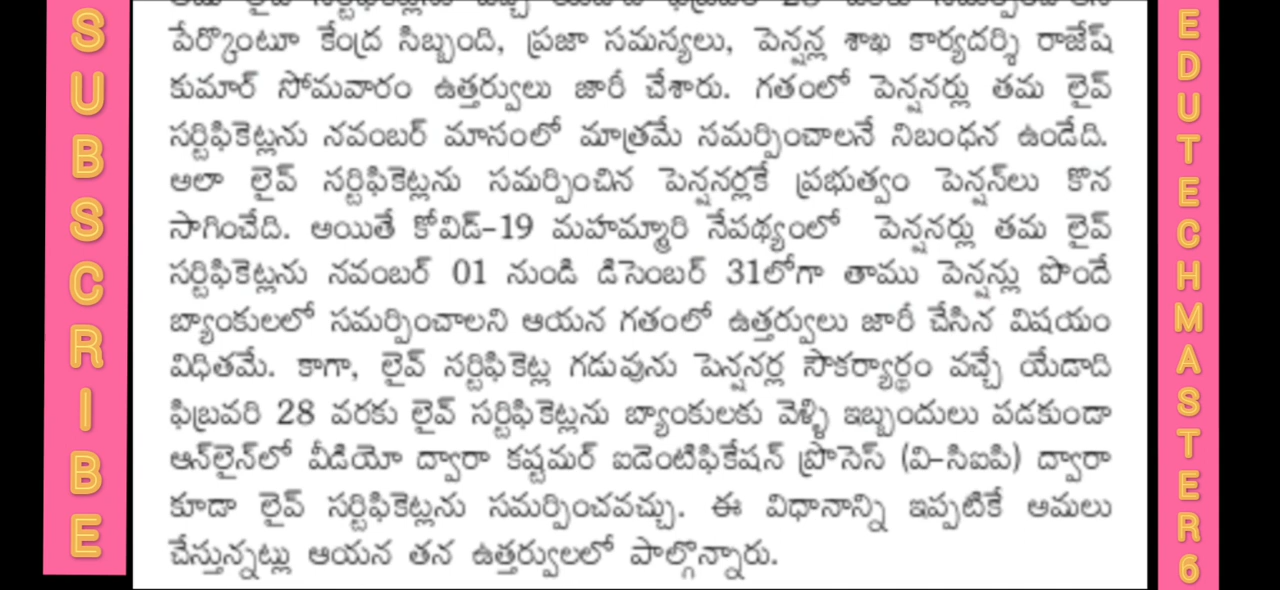 SUBSCRIBE
పేర్కొంటూ కేంద్ర సిబ్బంది, ప్రజా సమస్యలు, పెన్షన్ల శాఖ కార్యదర్శి రాజేష్
కుమార్ సోమవారం ఉత్తర్వులు జారీ చేశారు. గతంలో పెన్షనర్లు తమ లైవ్
సర్టిఫికెట్లను నవంబర్ మాసంలో మాత్రమే సమర్పించాలనే నిబంధన ఉండేది.
అలా లైవ్ సర్టిఫికెట్లను సమర్పించిన పెన్షనర్లకే ప్రభుత్వం పెన్షన్‌లు కొన
సాగించేది. అయితే కోవిడ్-19 మహమ్మారి నేపథ్యంలో పెన్షనర్లు తమ లైవ్
సర్టిఫికెట్లను నవంబర్ 01 నుండి డిసెంబర్ 31లోగా తాము పెన్షన్లు పొందే
బ్యాంకులలో సమర్పించాలని ఆయన గతంలో ఉత్తర్వులు జారీ చేసిన విషయం
విధితమే. కాగా, లైవ్ సర్టిఫికెట్ల గడువును పెన్షనర్ల సౌకర్యార్థం వచ్చే యేడాది
ఫిబ్రవరి 28 వరకు లైవ్ సర్టిఫికెట్లను బ్యాంకులకు వెళ్ళి ఇబ్బందులు పడకుండా
ఆన్‌లైన్‌లో వీడియో ద్వారా కష్టమర్ ఐడెంటిఫికేషన్ ప్రొసెస్ (వి-సిఐపి) ద్వారా
కూడా లైవ్ సర్టిఫికెట్లను సమర్పించవచ్చు. ఈ విధానాన్ని ఇప్పటికే అమలు
చేస్తున్నట్లు ఆయన తన ఉత్తర్వులలో పాల్గొన్నారు.
EDUTECHMASTER6